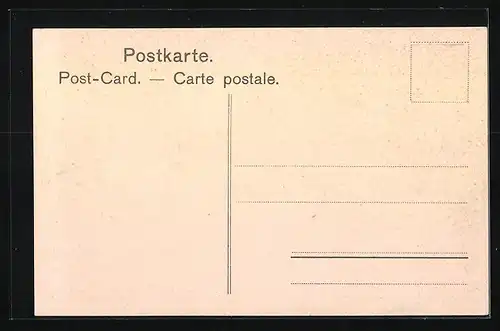 Postkarte.
Post-Card. — Carte postale.